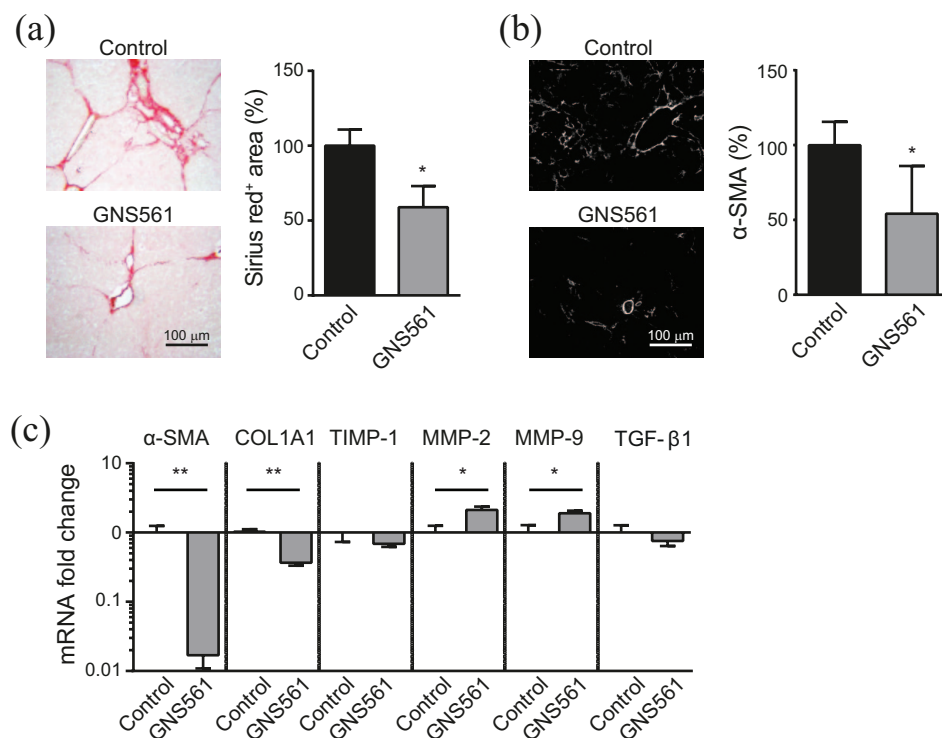 (a)
Control
GNS561
100 μm
Sirius red⁺ area (%)
150
100
50
0
*
Control
GNS561
(b)
Control
GNS561
100 μm
α-SMA (%)
150
100
50
0
*
Control
GNS561
(c)
α-SMA COL1A1 TIMP-1 MMP-2 MMP-9 TGF-β1
mRNA fold change
10
0
0.1
0.01
** ** * *
Control GNS561 Control GNS561 Control GNS561 Control GNS561 Control GNS561 Control GNS561